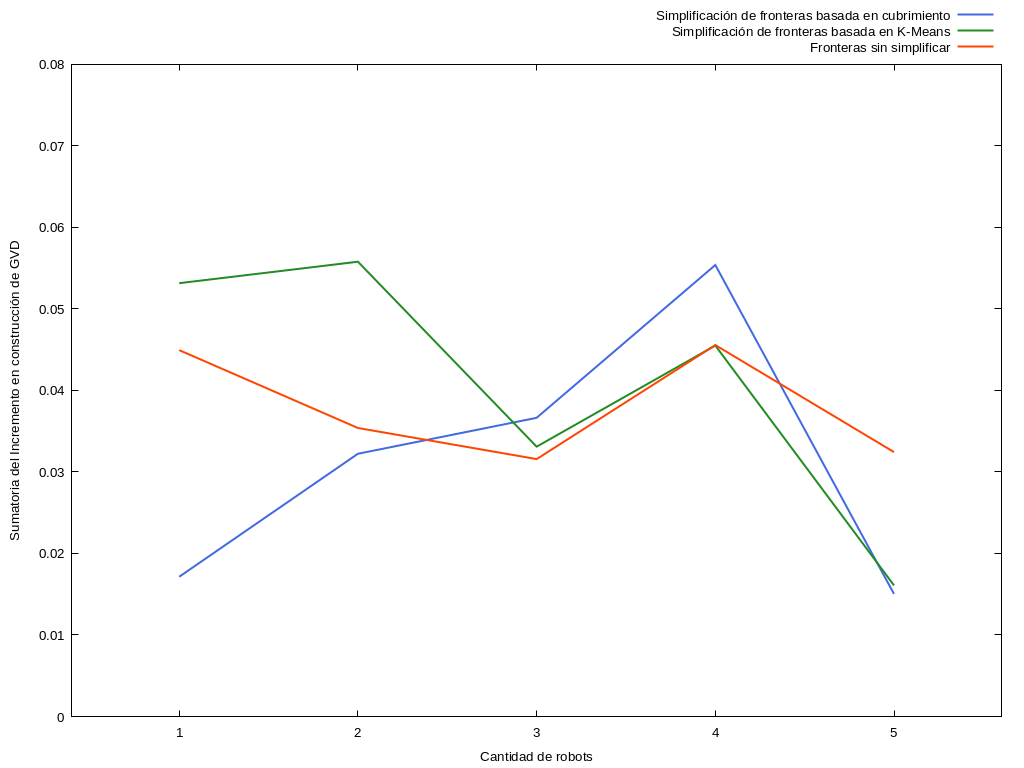 Simplificación de fronteras basada en cubrimiento
Simplificación de fronteras basada en K-Means
Fronteras sin simplificar
0.08
0.07
0.06
0.05
0.04
0.03
0.02
0.01
0
Sumatoria del Incremento en construcción de GVD
1 2 3 4 5
Cantidad de robots